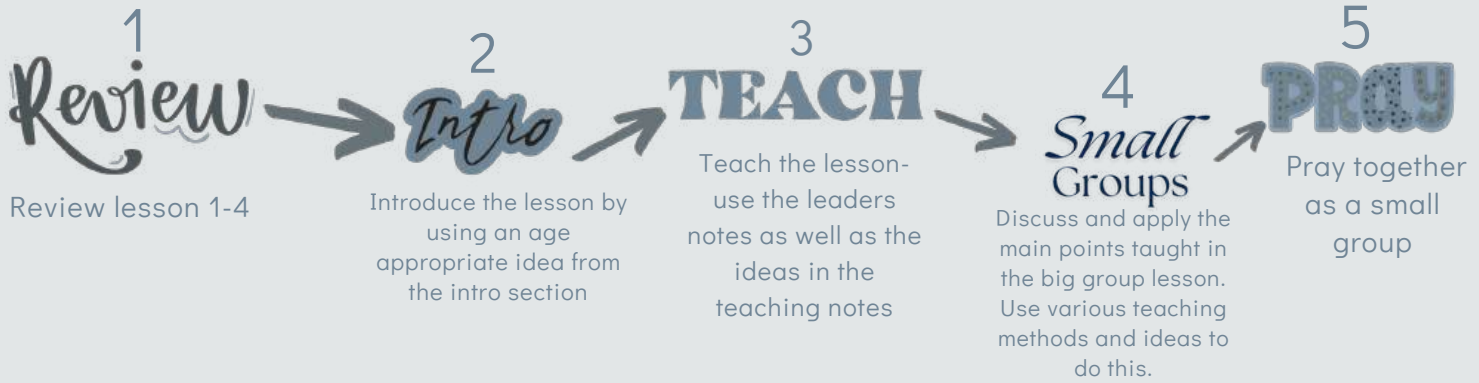 1
Review
Review lesson 1-4
2
Intro
Introduce the lesson by
using an age
appropriate idea from
the intro section
3
TEACH
Teach the lesson-
use the leaders
notes as well as the
ideas in the
teaching notes
4
Small
Groups
Discuss and apply the
main points taught in
the big group lesson.
Use various teaching
methods and ideas to
do this.
5
PRay
Pray together
as a small
group